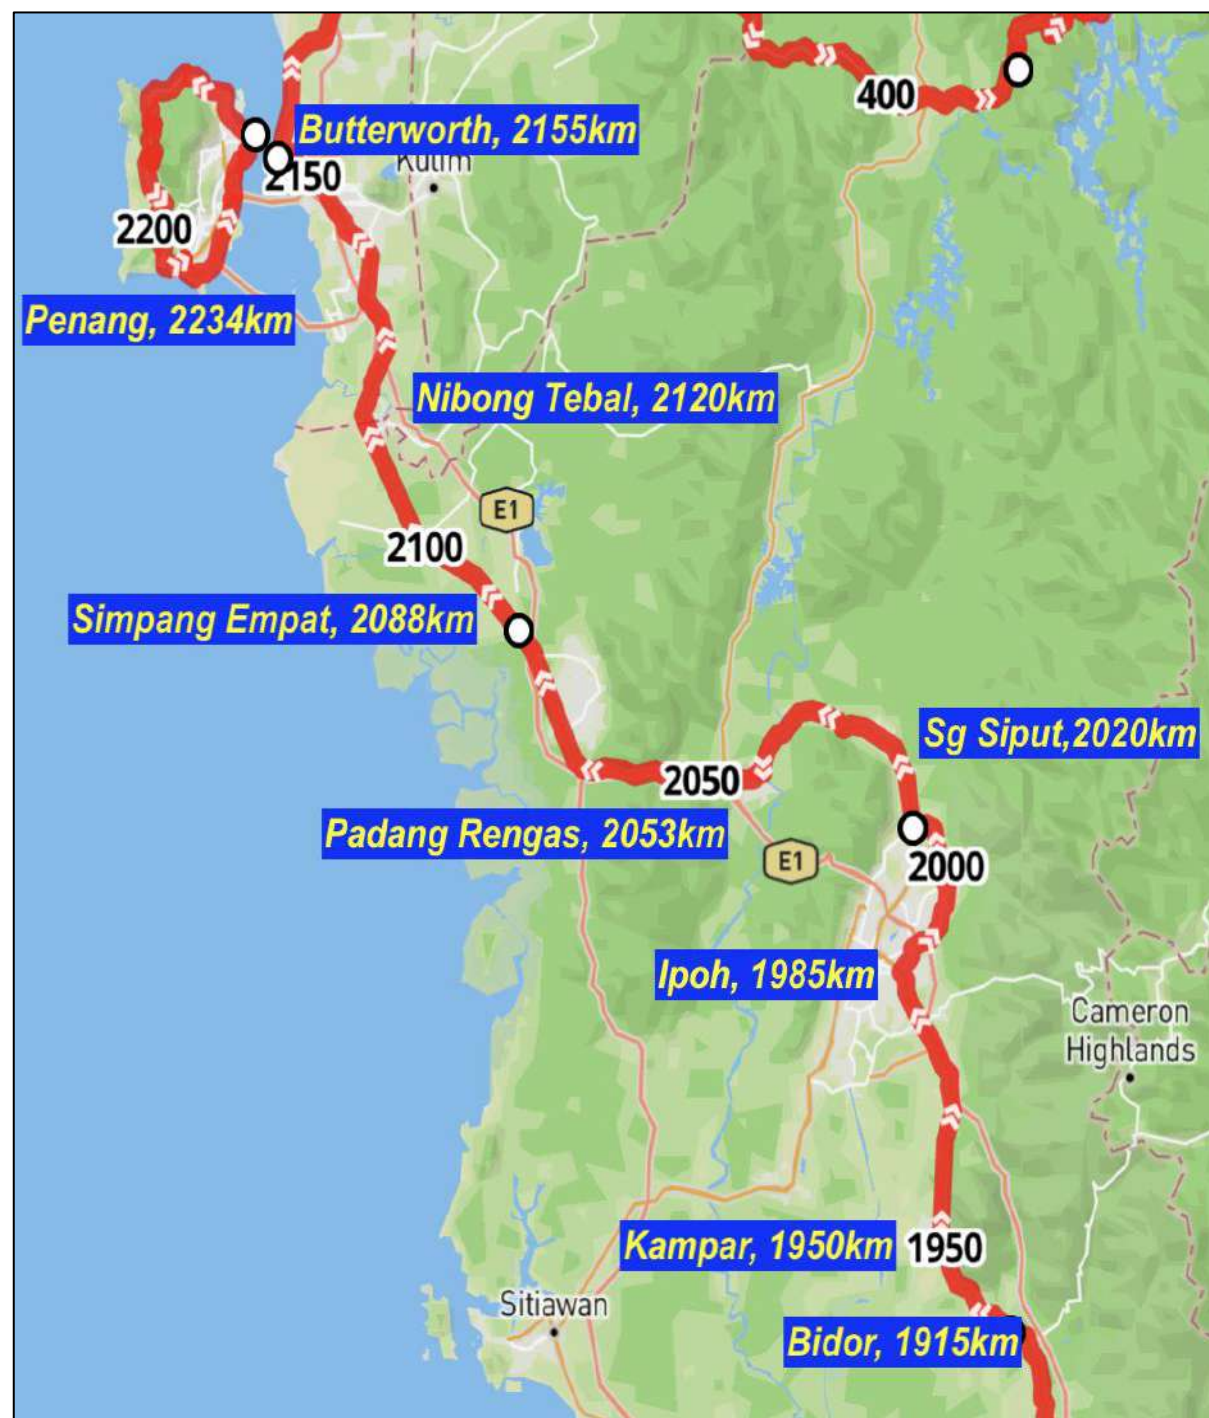 400
Butterworth, 2155km
Kulim
2150
2200
Penang, 2234km
Nibong Tebal, 2120km
E1
2100
Simpang Empat, 2088km
Sg Siput,2020km
2050
Padang Rengas, 2053km
E1
2000
Ipoh, 1985km
Cameron
Highlands
Kampar, 1950km
1950
Sitiawan
Bidor, 1915km